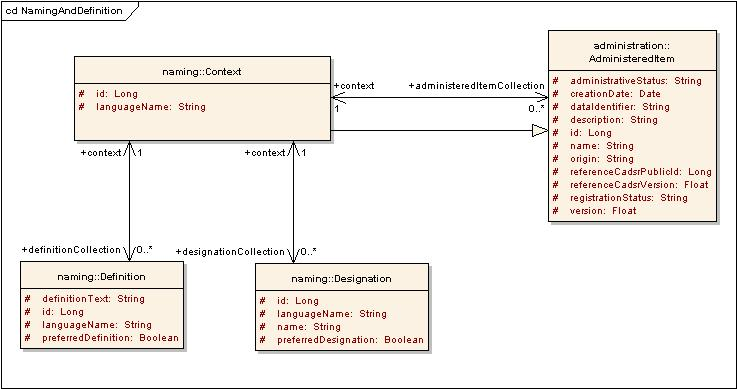 cd NamingAndDefinition
naming::Context
# id: Long
# languageName: String
administration::
AdministeredItem
# administrativeStatus: String
# creationDate: Date
# dataIdentifier: String
# description: String
# id: Long
# name: String
# origin: String
# referenceCadsrPublicId: Long
# referenceCadsrVersion: Float
# registrationStatus: String
# version: Float
+context +administeredItemCollection
1 0..*
+context 1
+context 1
+definitionCollection 0..*
+designationCollection 0..*
naming::Definition
# definitionText: String
# id: Long
# languageName: String
# preferredDefinition: Boolean
naming::Designation
# id: Long
# languageName: String
# name: String
# preferredDesignation: Boolean